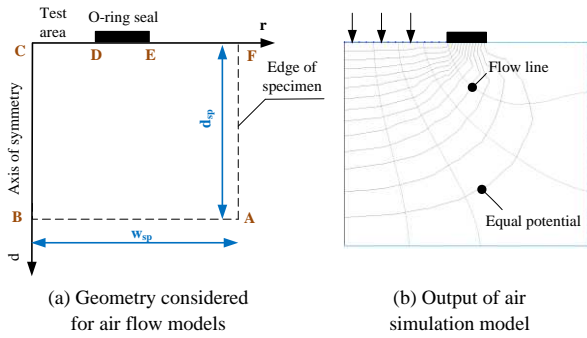 Test
area
O-ring seal
r
C
D
E
F
Edge of
specimen
Axis of symmetry
d_sp
B
A
w_sp
d
(a) Geometry considered
for air flow models
Flow line
Equal potential
(b) Output of air
simulation model